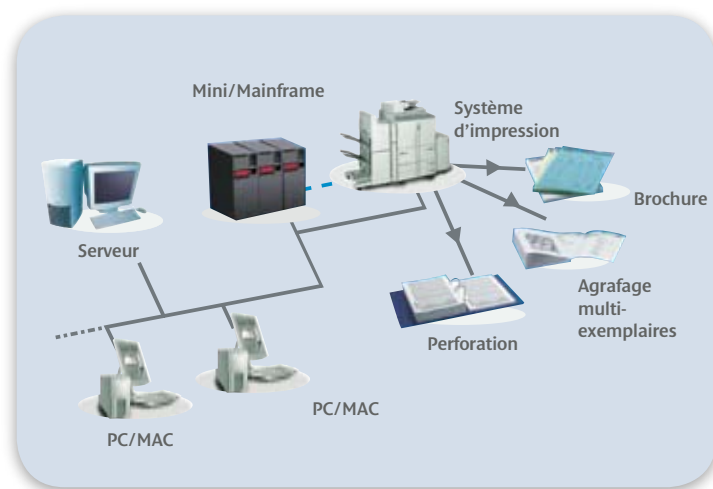 Mini/Mainframe
Système
d'impression
Brochure
Serveur
Agrafage
multi-
exemplaires
Perforation
PC/MAC
PC/MAC